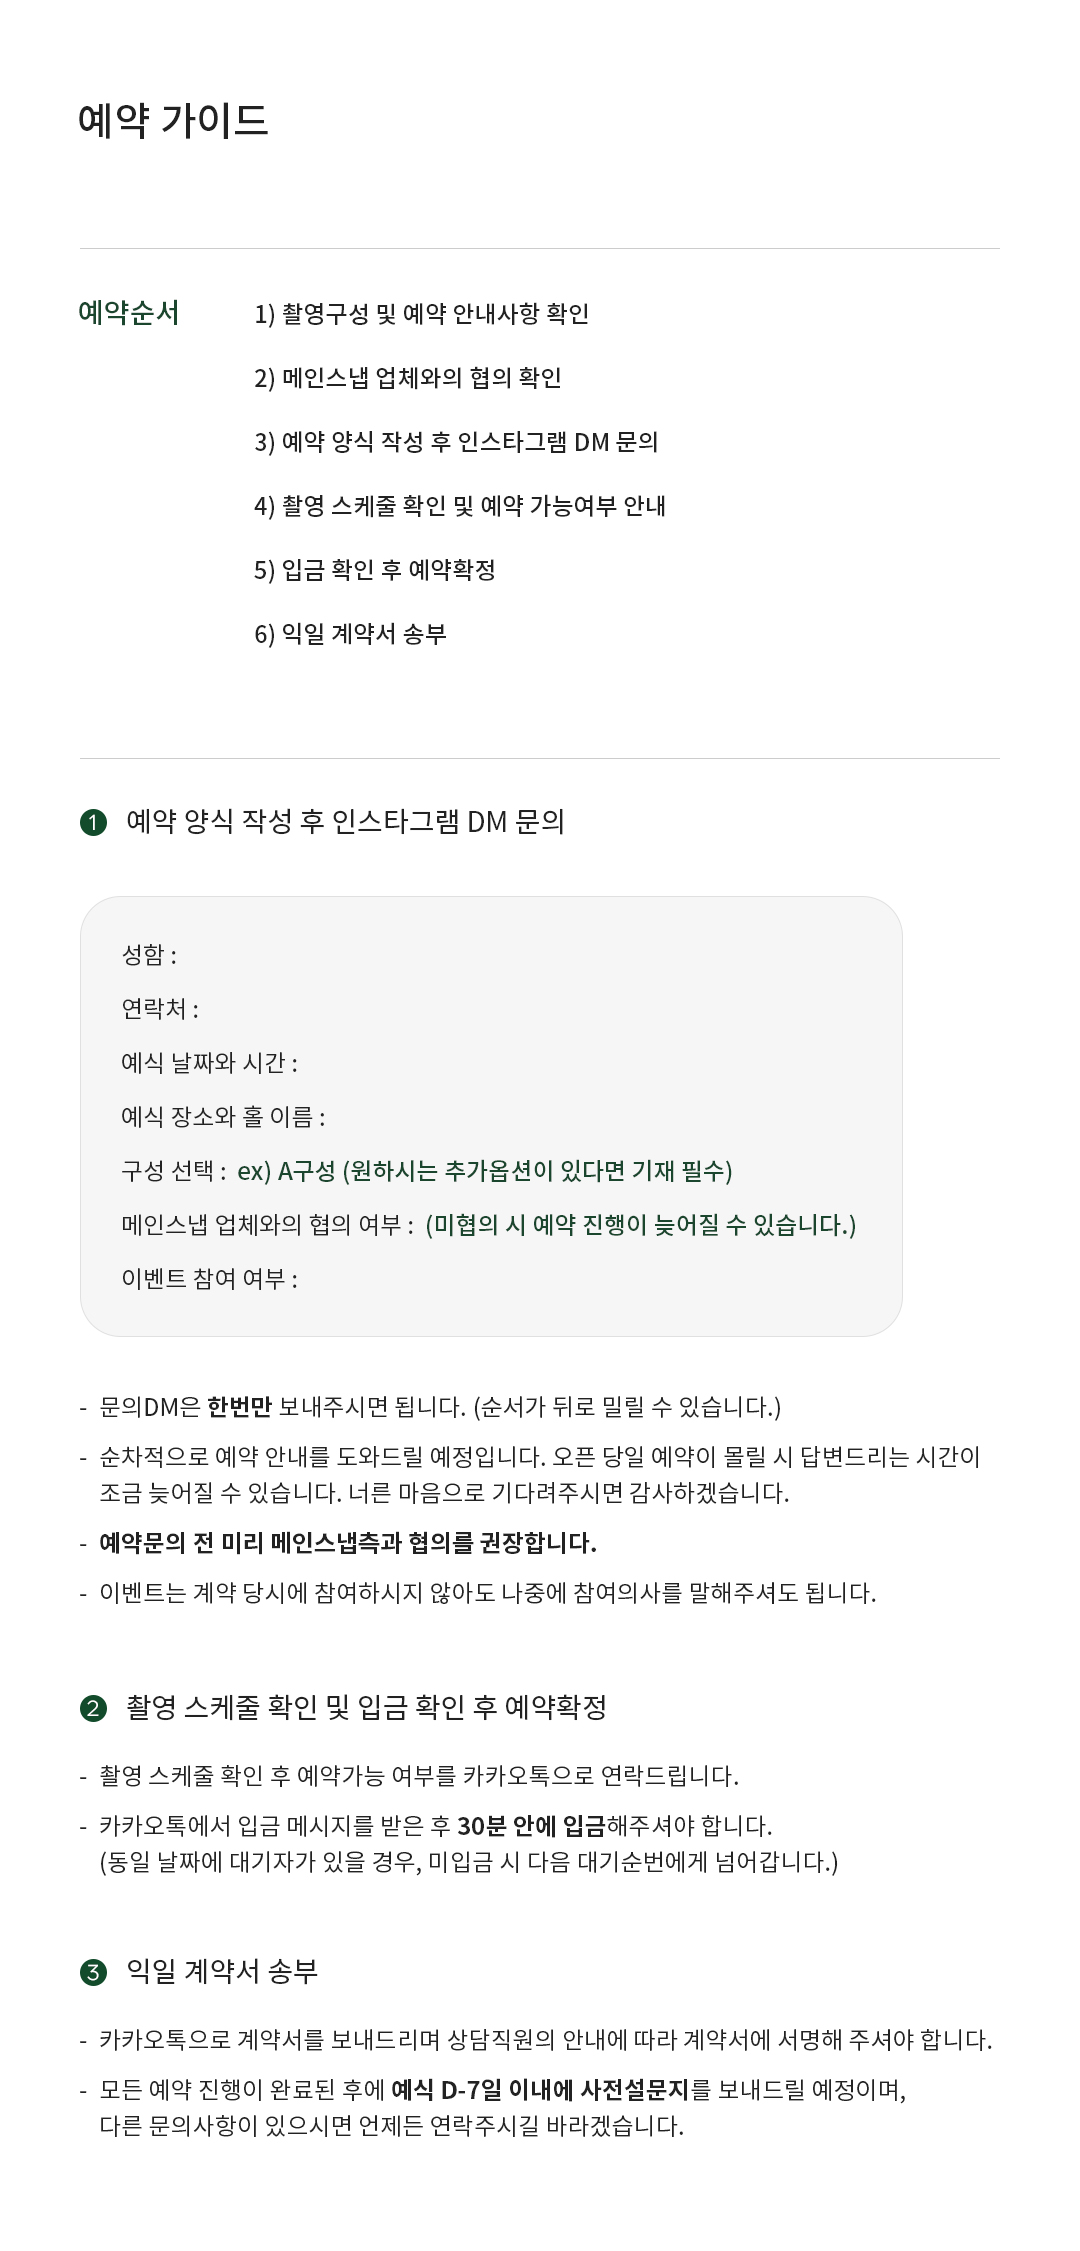 예약 가이드
예약순서
1) 촬영구성 및 예약 안내사항 확인
2) 메인스냅 업체와의 협의 확인
3) 예약 양식 작성 후 인스타그램 DM 문의
4) 촬영 스케줄 확인 및 예약 가능여부 안내
5) 입금 확인 후 예약확정
6) 익일 계약서 송부
1 예약 양식 작성 후 인스타그램 DM 문의
성함 :
연락처 :
예식 날짜와 시간 :
예식 장소와 홀 이름 :
구성 선택 : ex) A구성 (원하시는 추가옵션이 있다면 기재 필수)
메인스냅 업체와의 협의 여부 : (미협의 시 예약 진행이 늦어질 수 있습니다.)
이벤트 참여 여부 :
- 문의DM은 한번만 보내주시면 됩니다. (순서가 뒤로 밀릴 수 있습니다.)
- 순차적으로 예약 안내를 도와드릴 예정입니다. 오픈 당일 예약이 몰릴 시 답변드리는 시간이
조금 늦어질 수 있습니다. 너른 마음으로 기다려주시면 감사하겠습니다.
- 예약문의 전 미리 메인스냅측과 협의를 권장합니다.
- 이벤트는 계약 당시에 참여하시지 않아도 나중에 참여의사를 말해주셔도 됩니다.
2 촬영 스케줄 확인 및 입금 확인 후 예약확정
- 촬영 스케줄 확인 후 예약가능 여부를 카카오톡으로 연락드립니다.
- 카카오톡에서 입금 메시지를 받은 후 30분 안에 입금해주셔야 합니다.
(동일 날짜에 대기자가 있을 경우, 미입금 시 다음 대기순번에게 넘어갑니다.)
3 익일 계약서 송부
- 카카오톡으로 계약서를 보내드리며 상담직원의 안내에 따라 계약서에 서명해 주셔야 합니다.
- 모든 예약 진행이 완료된 후에 예식 D-7일 이내에 사전설문지를 보내드릴 예정이며,
다른 문의사항이 있으시면 언제든 연락주시길 바라겠습니다.